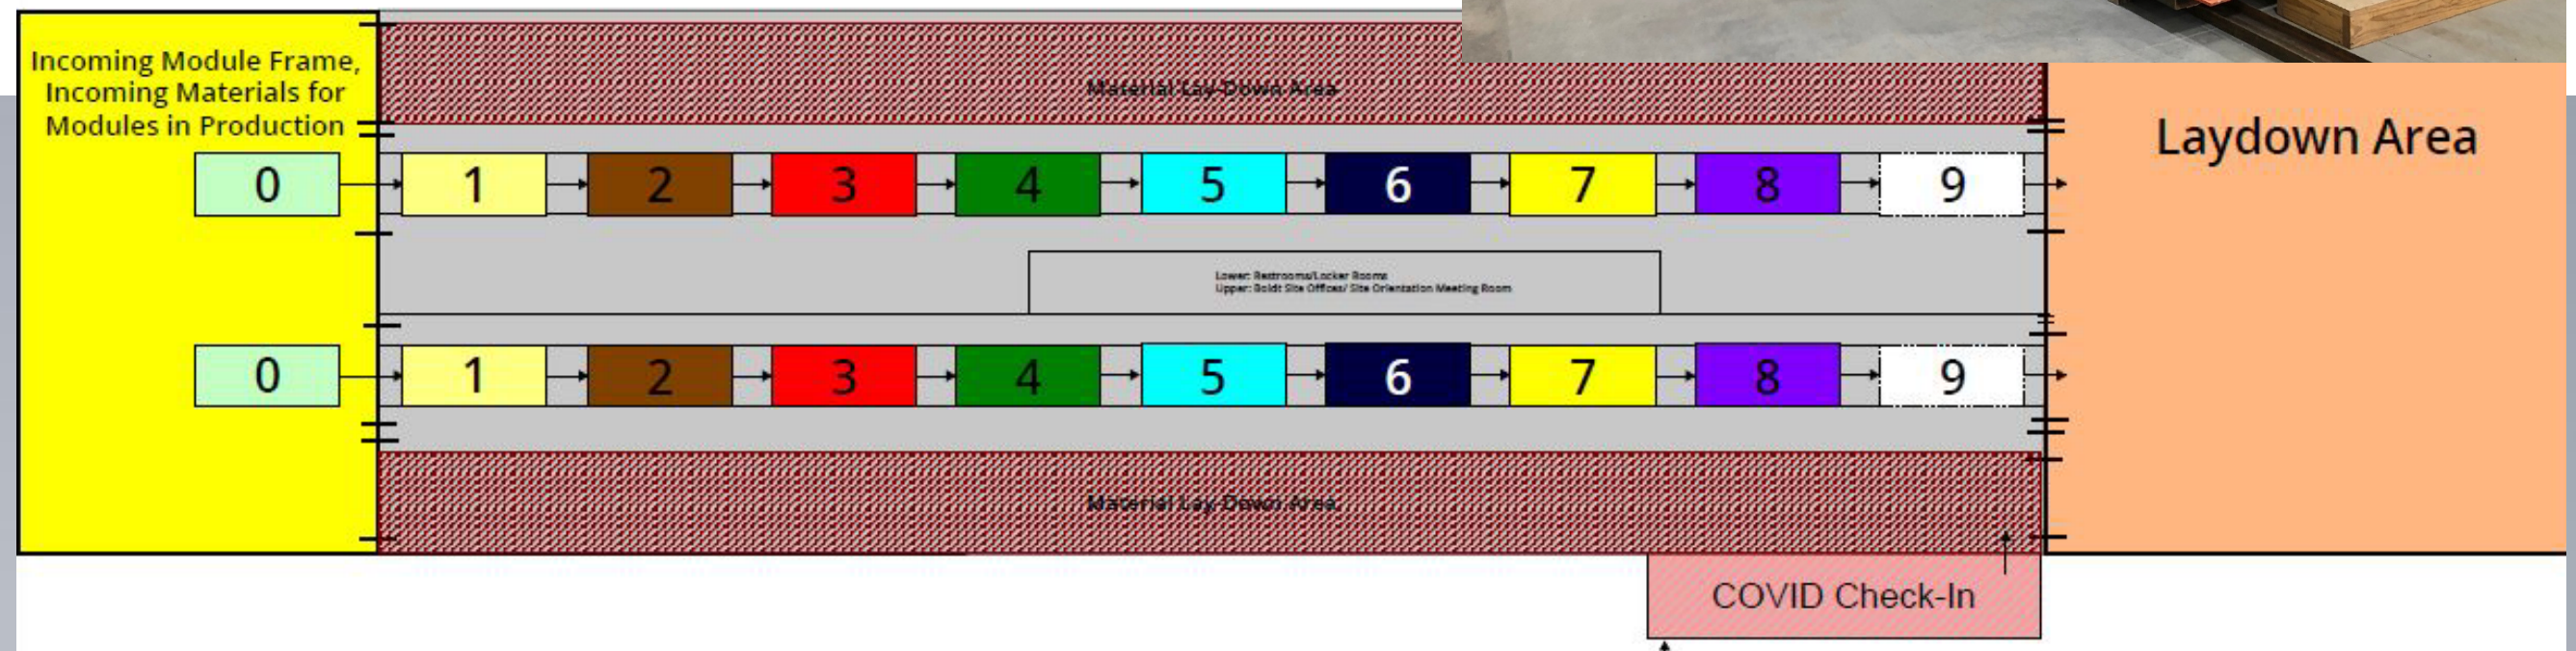 Incoming Module Frame,
Incoming Materials for
Modules in Production
Material Lay-Down Area
Laydown Area
0
1
2
3
4
5
6
7
8
9
Lower: Restrooms/Locker Rooms
Upper: Boldt Site Offices/ Site Orientation Meeting Room
0
1
2
3
4
5
6
7
8
9
Material Lay-Down Area
COVID Check-In